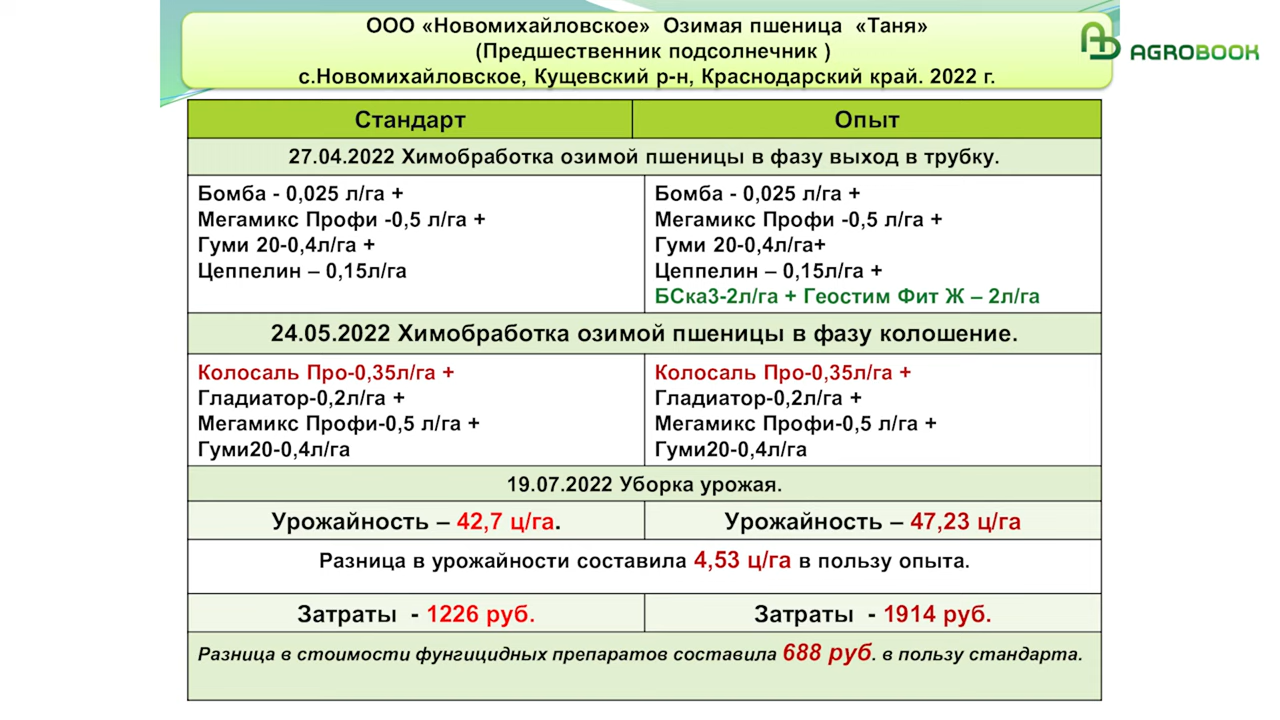 ООО «Новомихайловское» Озимая пшеница «Таня»
(Предшественник подсолнечник )
с.Новомихайловское, Кущевский р-н, Краснодарский край. 2022 г.
AGROBOOK
Стандарт
Опыт
27.04.2022 Химобработка озимой пшеницы в фазу выход в трубку.
Бомба - 0,025 л/га +
Мегамикс Профи -0,5 л/га +
Гуми 20-0,4л/га +
Цеппелин – 0,15л/га
Бомба - 0,025 л/га +
Мегамикс Профи -0,5 л/га +
Гуми 20-0,4л/га+
Цеппелин – 0,15л/га +
БСка3-2л/га + Геостим Фит Ж – 2л/га
24.05.2022 Химобработка озимой пшеницы в фазу колошение.
Колосаль Про-0,35л/га +
Гладиатор-0,2л/га +
Мегамикс Профи-0,5 л/га +
Гуми20-0,4л/га
Колосаль Про-0,35л/га +
Гладиатор-0,2л/га +
Мегамикс Профи-0,5 л/га +
Гуми20-0,4л/га
19.07.2022 Уборка урожая.
Урожайность – 42,7 ц/га.
Урожайность – 47,23 ц/га
Разница в урожайности составила 4,53 ц/га в пользу опыта.
Затраты - 1226 руб.
Затраты - 1914 руб.
Разница в стоимости фунгицидных препаратов составила 688 руб. в пользу стандарта.